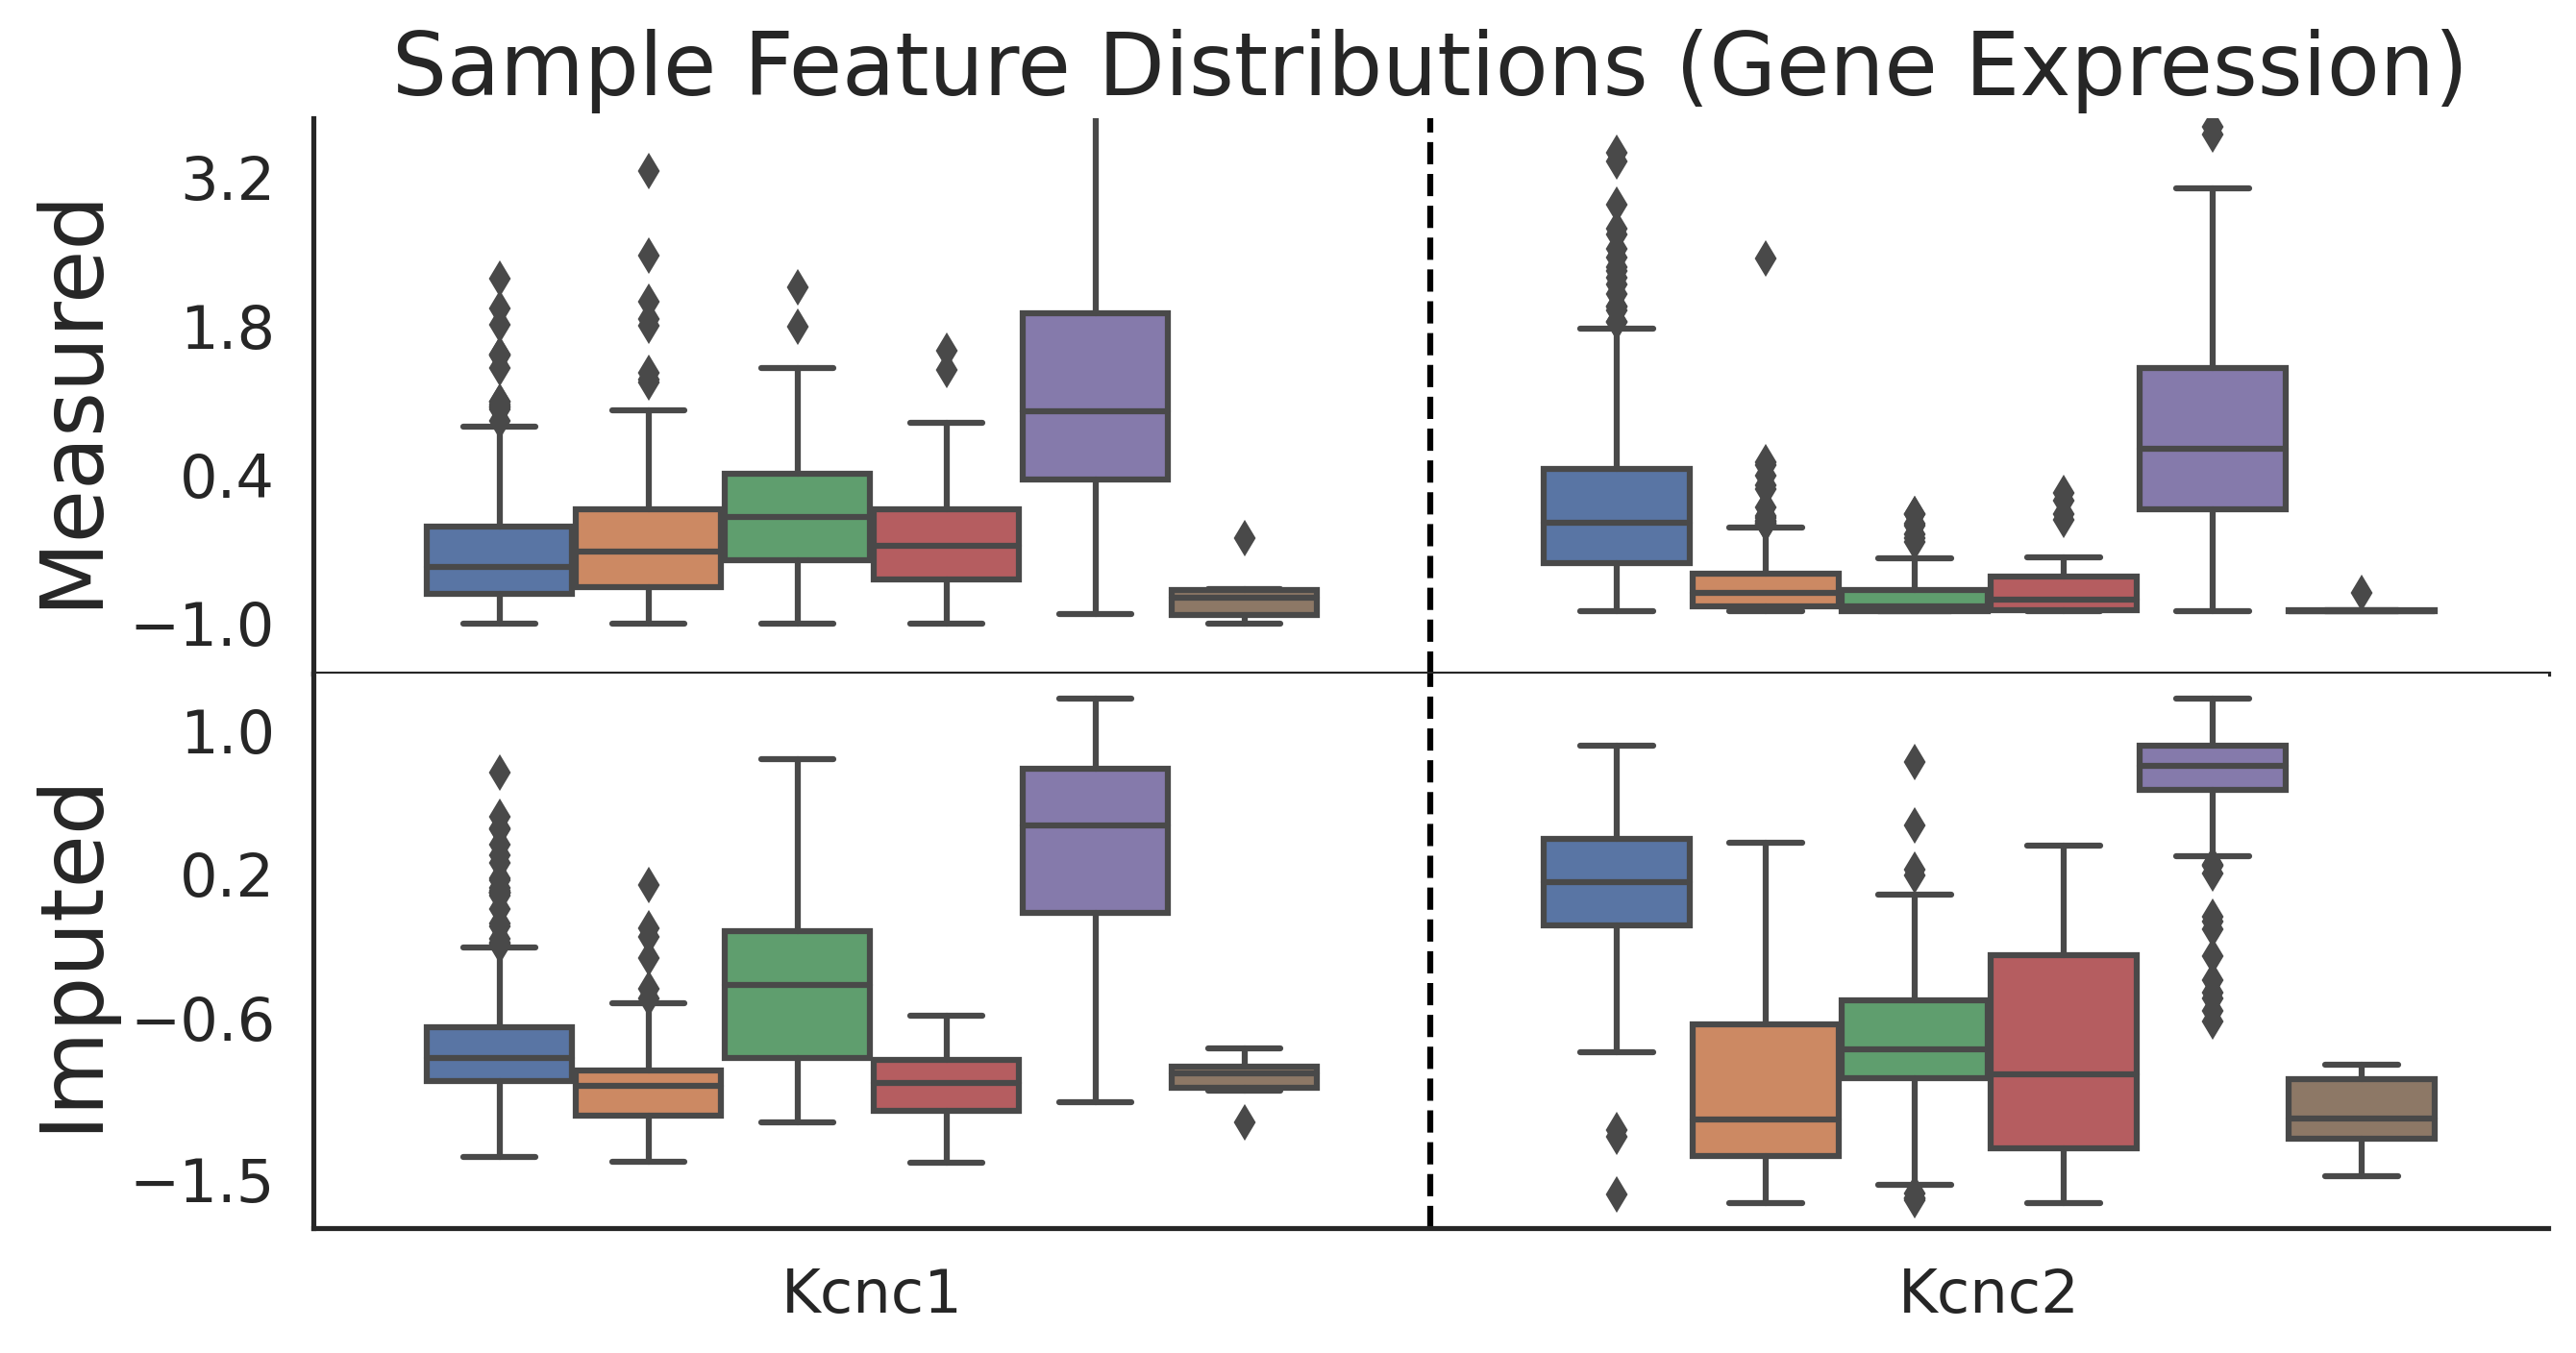 Sample Feature Distributions (Gene Expression)
Measured
3.2
1.8
0.4
−1.0
Imputed
1.0
0.2
−0.6
−1.5
Kcnc1 Kcnc2